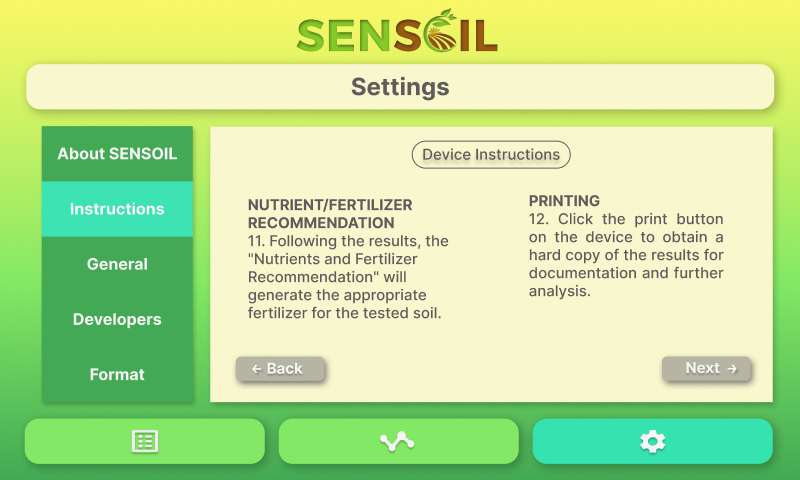 SENSOIL
Settings
About SENSOIL
Instructions
General
Developers
Format
Device Instructions
NUTRIENT/FERTILIZER
RECOMMENDATION
11. Following the results, the
"Nutrients and Fertilizer
Recommendation" will
generate the appropriate
fertilizer for the tested soil.
PRINTING
12. Click the print button
on the device to obtain a
hard copy of the results for
documentation and further
analysis.
← Back
Next →